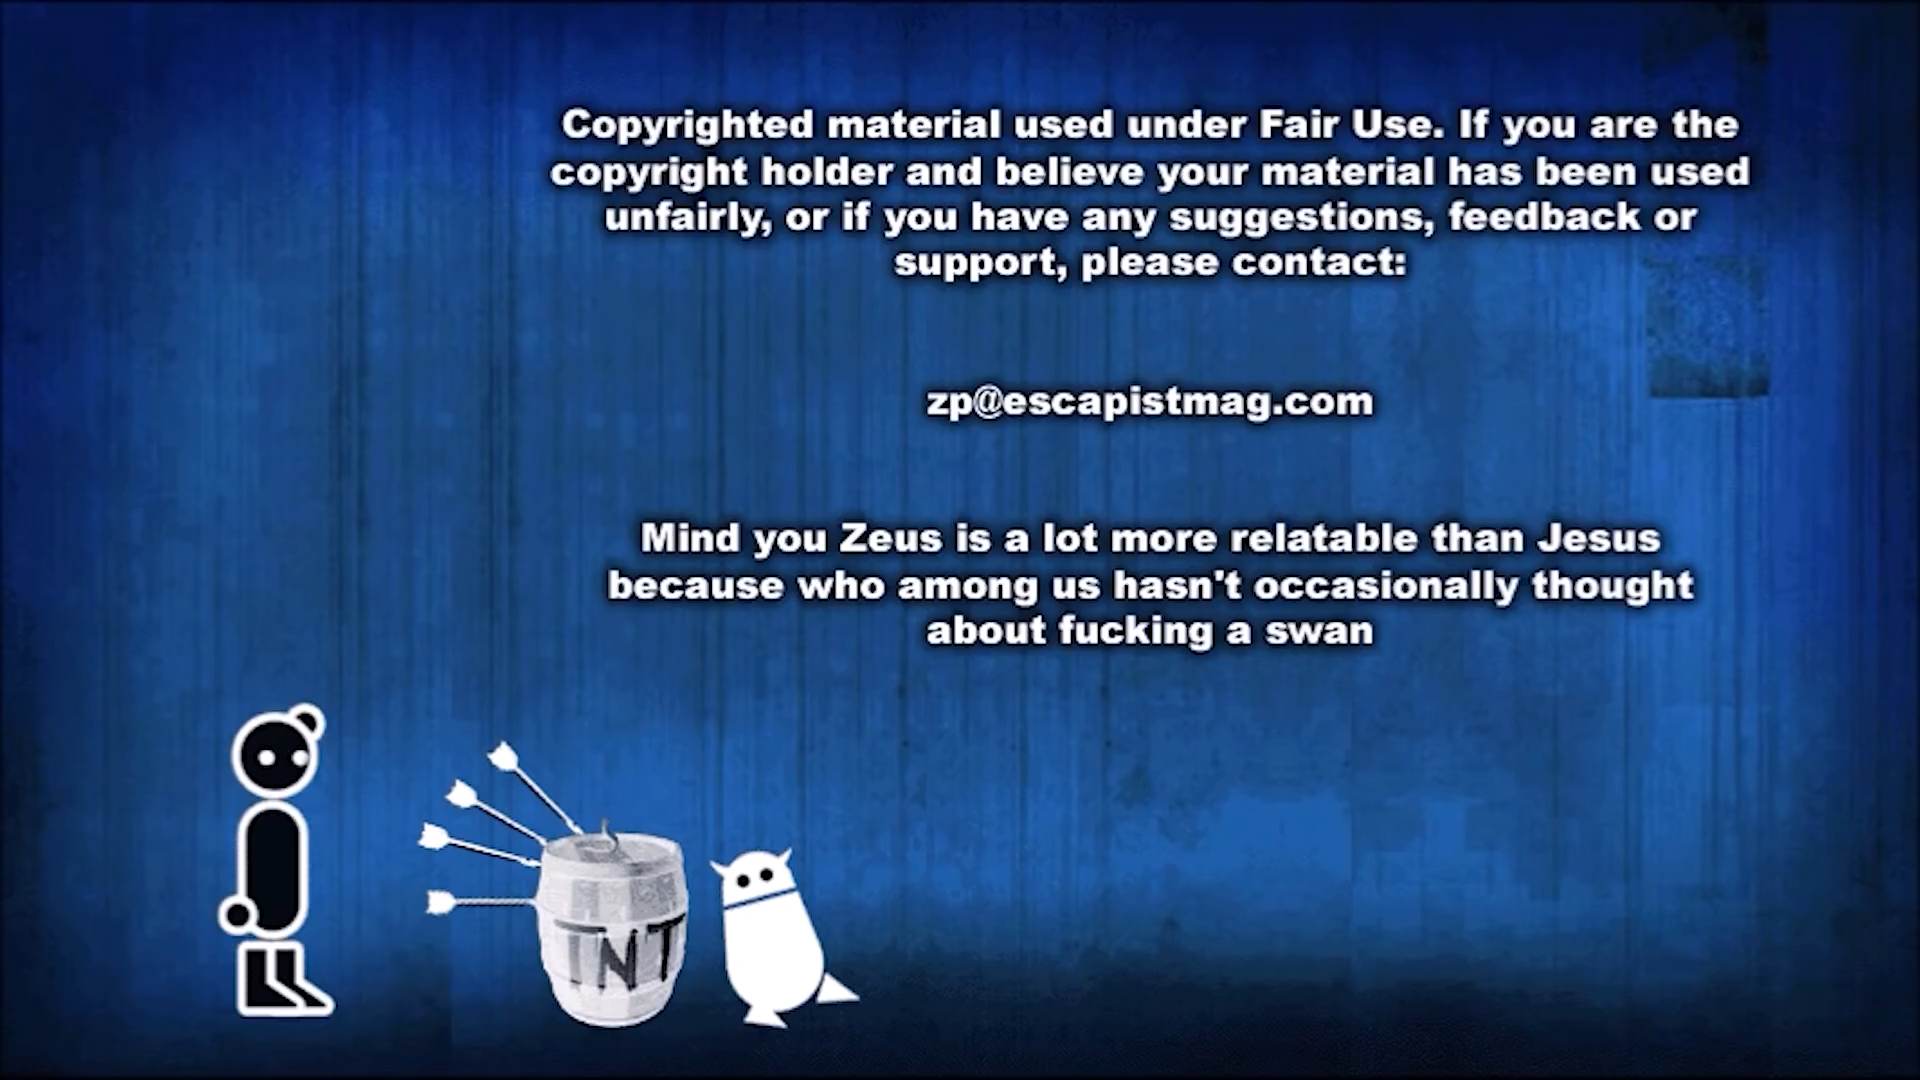 Copyrighted material used under Fair Use. If you are the
copyright holder and believe your material has been used
unfairly, or if you have any suggestions, feedback or
support, please contact:
zp@escapistmag.com
Mind you Zeus is a lot more relatable than Jesus
because who among us hasn't occasionally thought
about fucking a swan
TNT